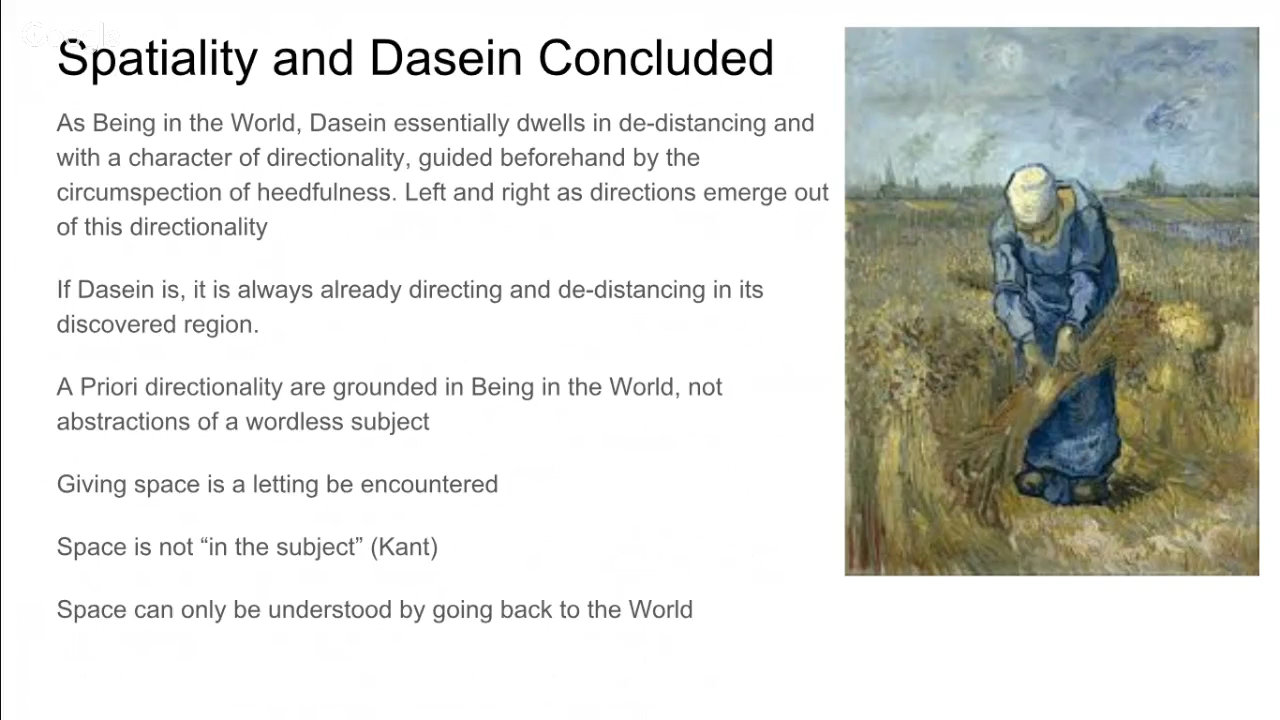 Google
Spatiality and Dasein Concluded
As Being in the World, Dasein essentially dwells in de-distancing and
with a character of directionality, guided beforehand by the
circumspection of heedfulness. Left and right as directions emerge out
of this directionality
If Dasein is, it is always already directing and de-distancing in its
discovered region.
A Priori directionality are grounded in Being in the World, not
abstractions of a wordless subject
Giving space is a letting be encountered
Space is not “in the subject” (Kant)
Space can only be understood by going back to the World